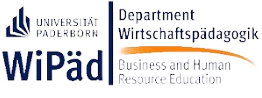 UNIVERSITÄT
PADERBORN
WiPäd
Department
Wirtschaftspädagogik
Business and Human
Resource Education